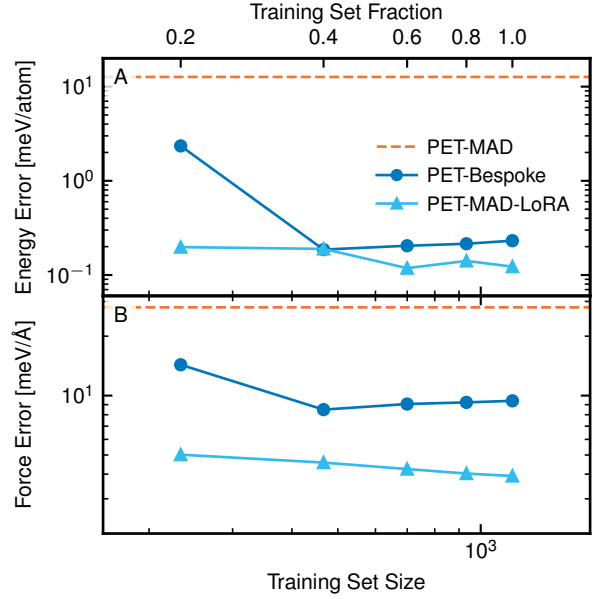 Training Set Fraction
0.2 0.4 0.6 0.8 1.0
A
Energy Error [meV/atom]
10¹
10⁰
10⁻¹
PET-MAD
PET-Bespoke
PET-MAD-LoRA
B
Force Error [meV/Å]
10¹
10³
Training Set Size